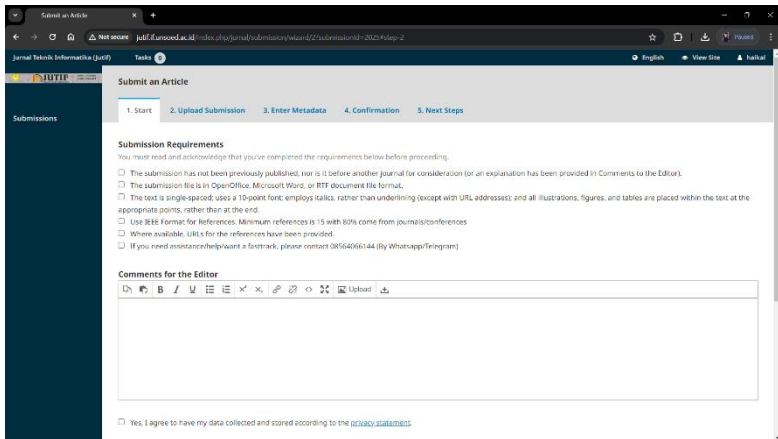 Submit an Article
Not secure jutif.if.unsoed.ac.id/index.php/jurnal/submission/wizard/2?submissionId=2025#step-2
Paused
Jurnal Teknik Informatika (Jutif) Tasks 0 English View Site haikal
JUTIF
Submissions
Submit an Article
1. Start 2. Upload Submission 3. Enter Metadata 4. Confirmation 5. Next Steps
Submission Requirements
You must read and acknowledge that you've completed the requirements below before proceeding.
The submission has not been previously published, nor is it before another journal for consideration (or an explanation has been provided in Comments to the Editor).
The submission file is in OpenOffice, Microsoft Word, or RTF document file format.
The text is single-spaced; uses a 10-point font; employs italics, rather than underlining (except with URL addresses); and all illustrations, figures, and tables are placed within the text at the
appropriate points, rather than at the end.
Use IEEE Format for References. Minimum references is 15 with 80% come from journals/conferences
Where available, URLs for the references have been provided.
If you need assistance/help/want a fasttrack, please contact 08564066144 (By Whatsapp/Telegram)
Comments for the Editor
B I U x² x₂ Upload
Yes, I agree to have my data collected and stored according to the privacy statement.